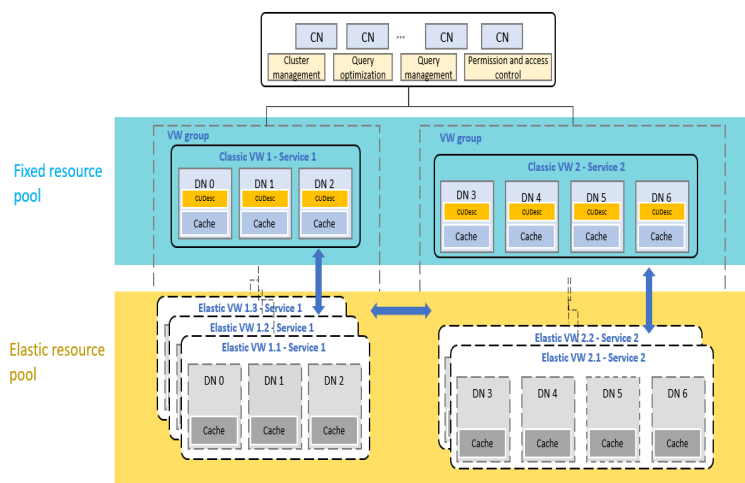 CN CN ... CN CN
Cluster management
Query optimization
Query management
Permission and access control
VW group
VW group
Fixed resource pool
Classic VW 1 - Service 1
DN 0 DN 1 DN 2
CUDesc CUDesc CUDesc
Cache Cache Cache
Classic VW 2 - Service 2
DN 3 DN 4 DN 5 DN 6
CUDesc CUDesc CUDesc CUDesc
Cache Cache Cache Cache
Elastic resource pool
Elastic VW 1.3 - Service 1
Elastic VW 1.2 - Service 1
Elastic VW 1.1 - Service 1
DN 0 DN 1 DN 2
Cache Cache Cache
Elastic VW 2.2 - Service 2
Elastic VW 2.1 - Service 2
DN 3 DN 4 DN 5 DN 6
Cache Cache Cache Cache